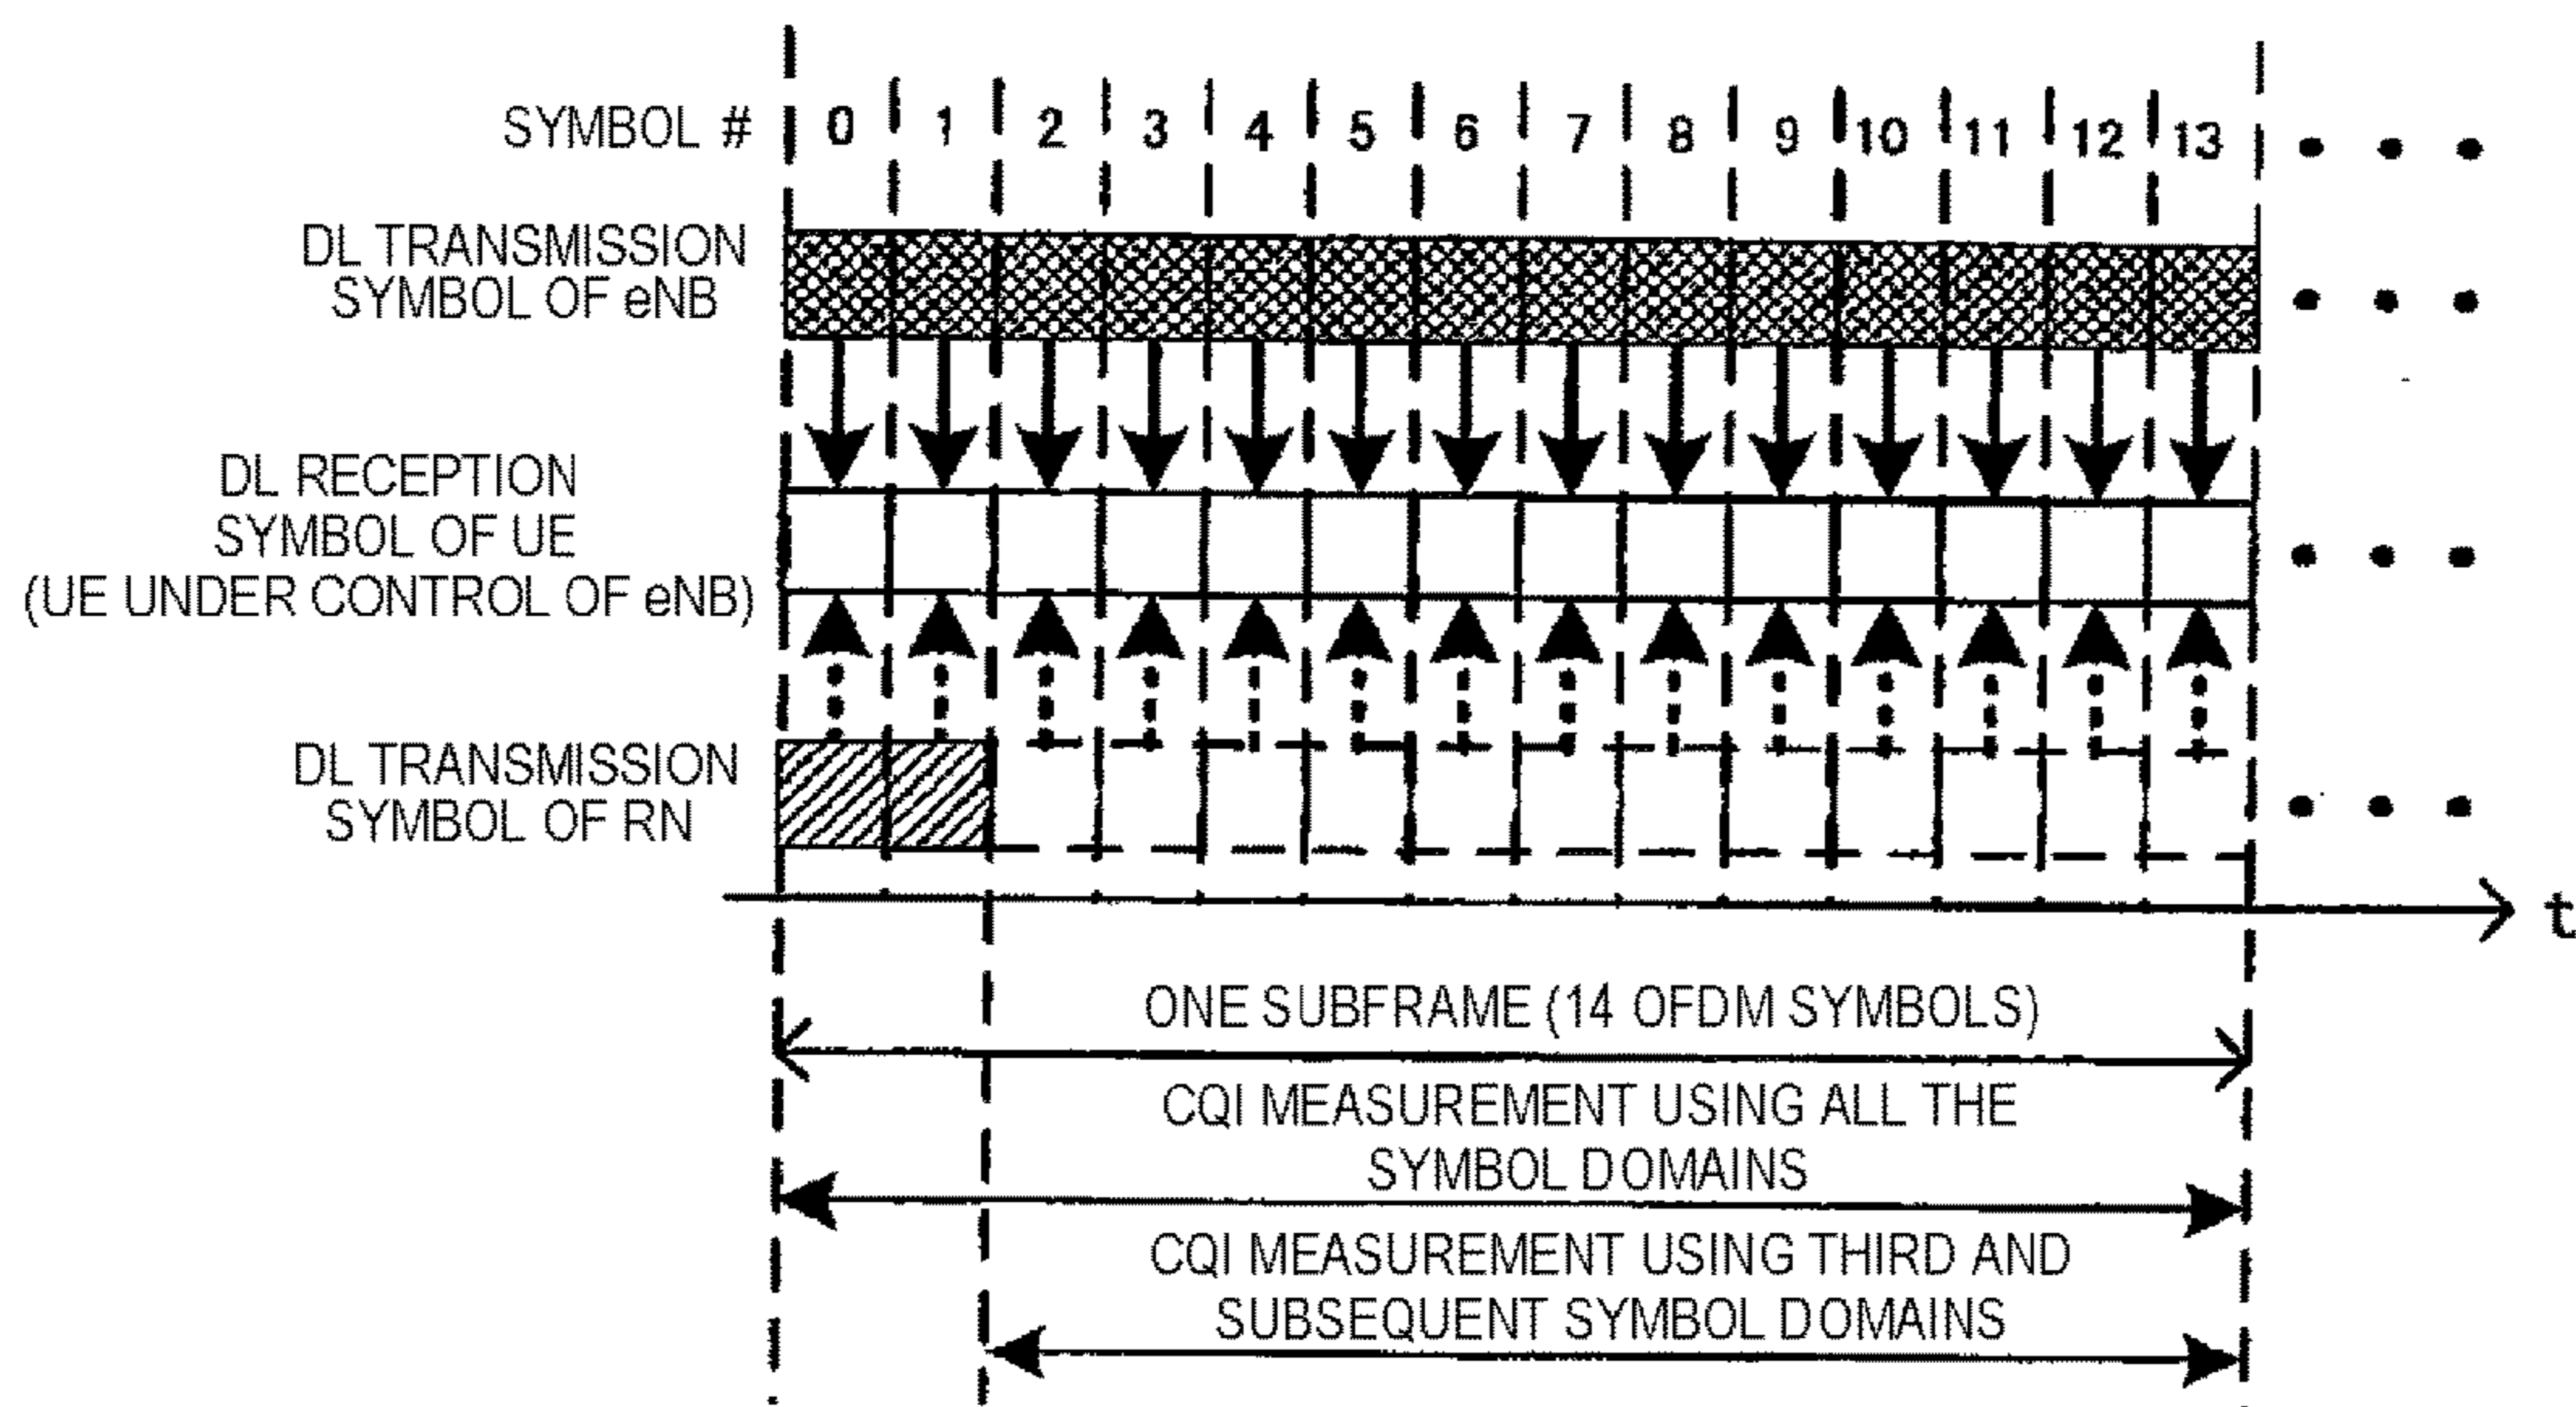 SYMBOL # 0 1 2 3 4 5 6 7 8 9 10 11 12 13
DL TRANSMISSION
SYMBOL OF eNB
DL RECEPTION
SYMBOL OF UE
(UE UNDER CONTROL OF eNB)
DL TRANSMISSION
SYMBOL OF RN
t
ONE SUBFRAME (14 OFDM SYMBOLS)
CQI MEASUREMENT USING ALL THE
SYMBOL DOMAINS
CQI MEASUREMENT USING THIRD AND
SUBSEQUENT SYMBOL DOMAINS